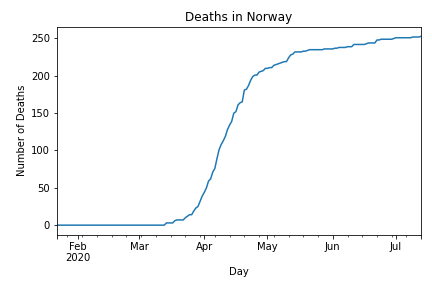 Deaths in Norway
Number of Deaths
250
200
150
100
50
0
Feb
2020
Mar
Apr
May
Jun
Jul
Day